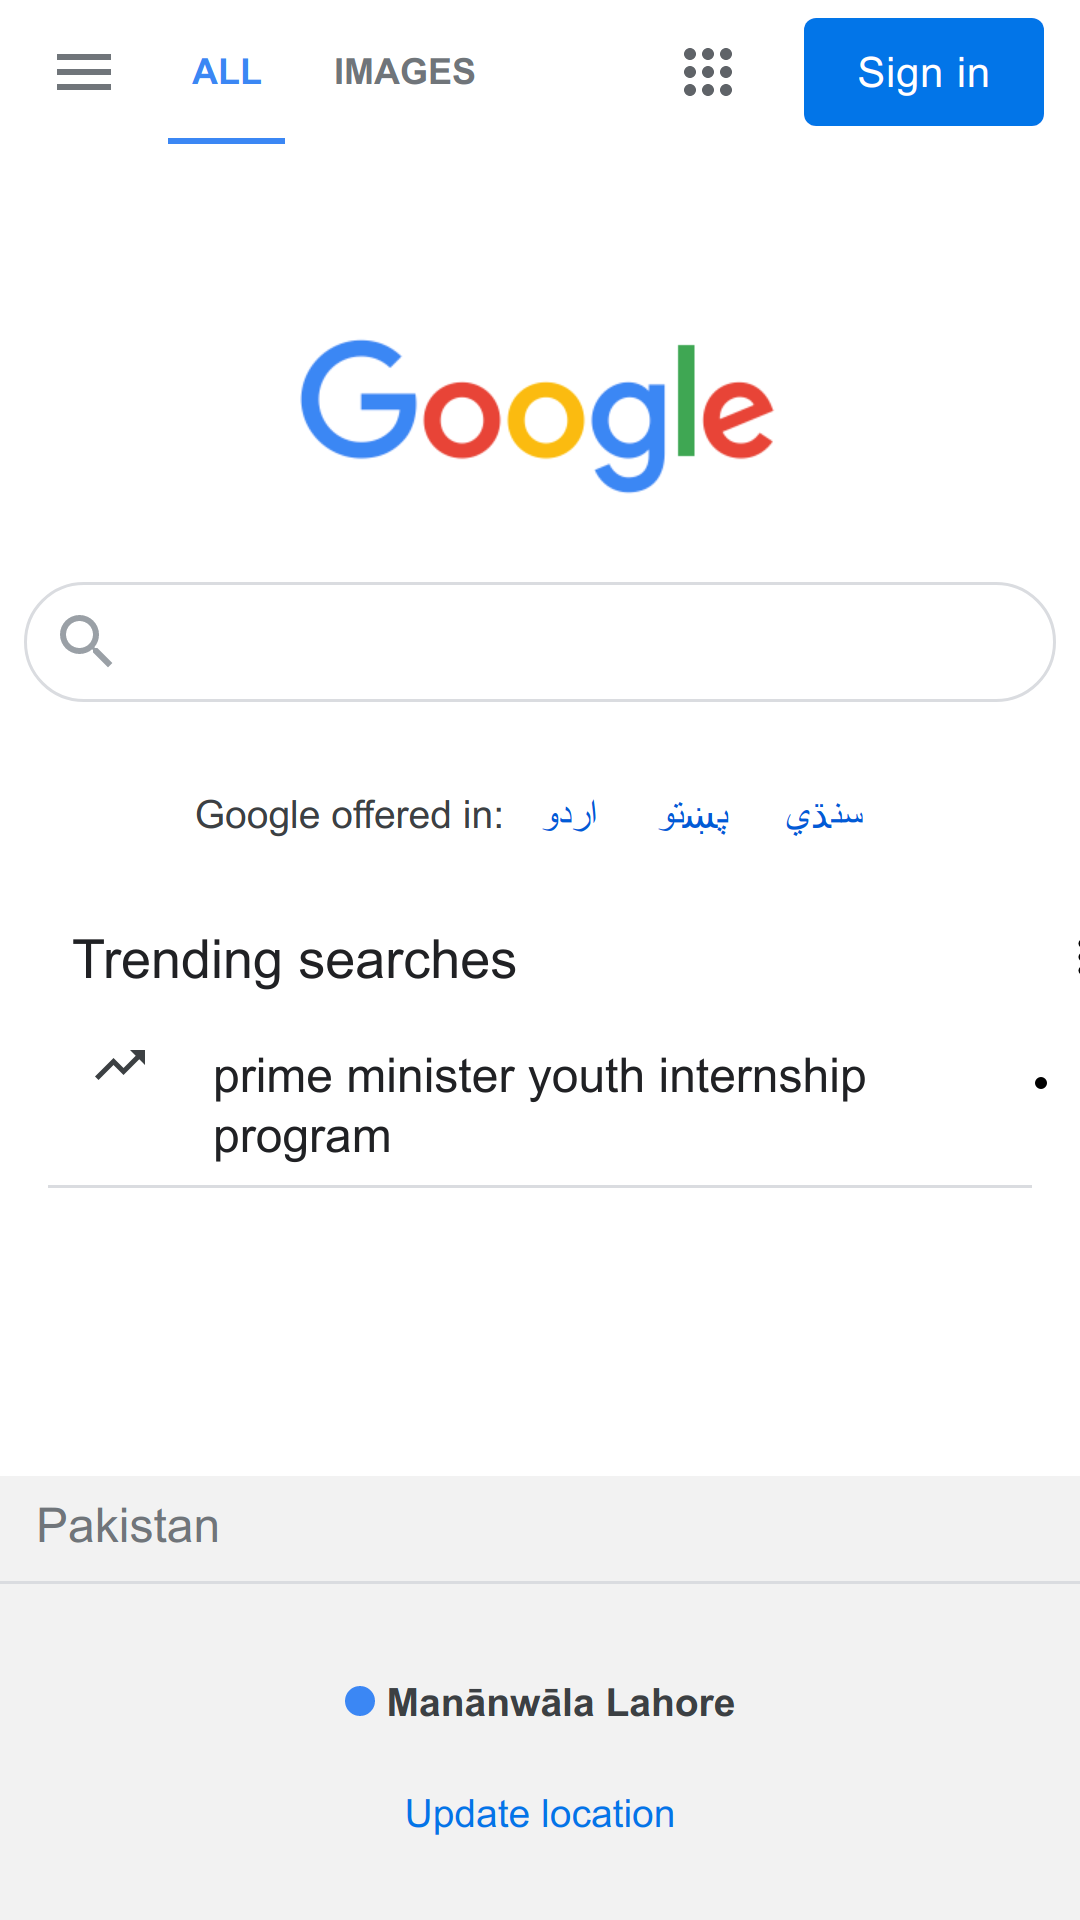 ALL IMAGES Sign in
Google
Google offered in: اردو پښتو سنڌي
Trending searches
prime minister youth internship
program
Pakistan
Manānwāla Lahore
Update location